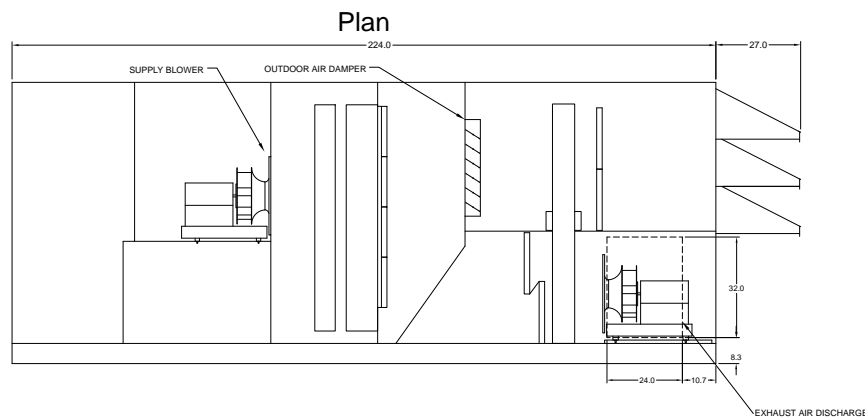 Plan
224.0
27.0
SUPPLY BLOWER
OUTDOOR AIR DAMPER
32.0
8.3
24.0
10.7
EXHAUST AIR DISCHARGE